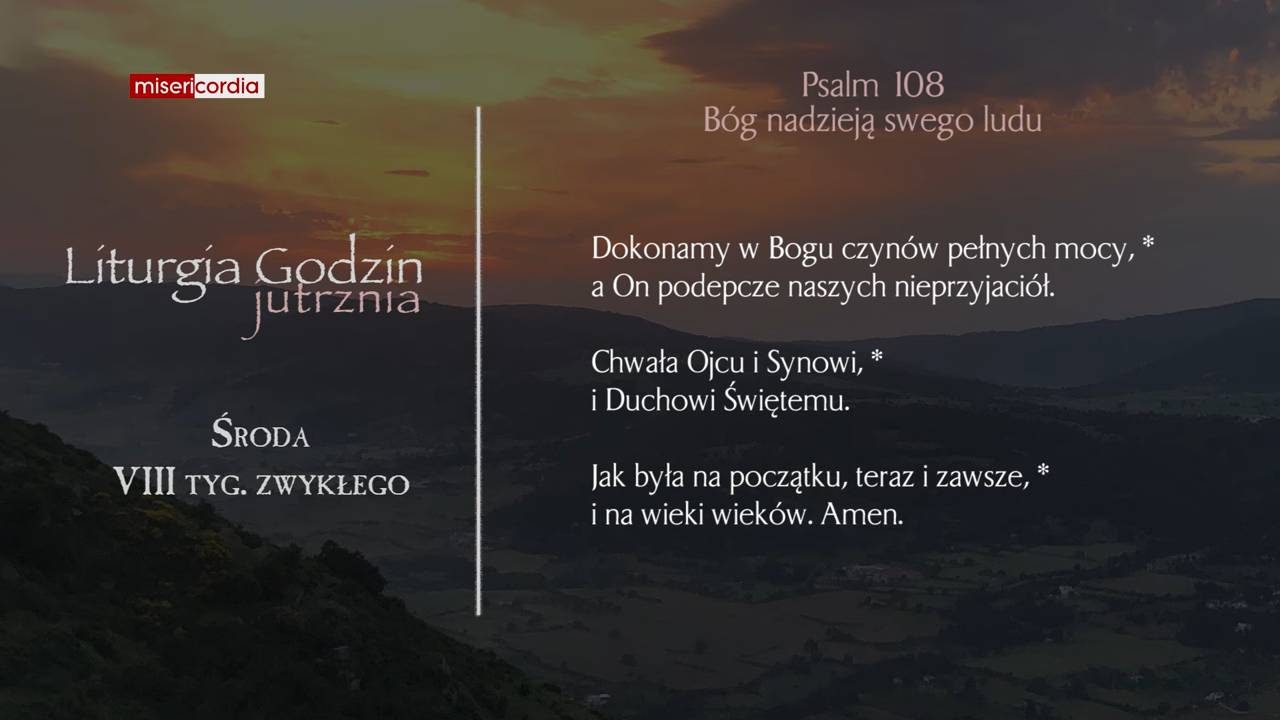 misericordia
Liturgia Godzin
jutrznia
Środa
VIII tyg. zwykłego
Psalm 108
Bóg nadzieją swego ludu
Dokonamy w Bogu czynów pełnych mocy, *
a On podepcze naszych nieprzyjaciół.
Chwała Ojcu i Synowi, *
i Duchowi Świętemu.
Jak była na początku, teraz i zawsze, *
i na wieki wieków. Amen.